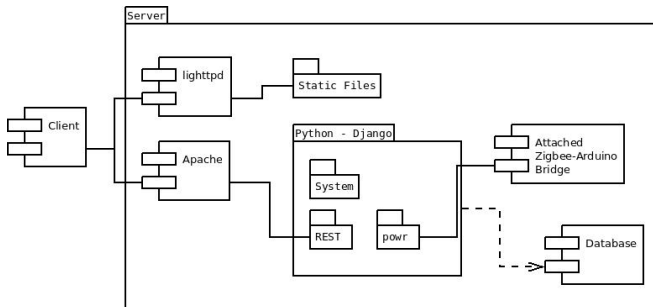 Server
lighttpd
Static Files
Client
Python - Django
Apache
Attached
Zigbee-Arduino
Bridge
System
REST
powr
Database